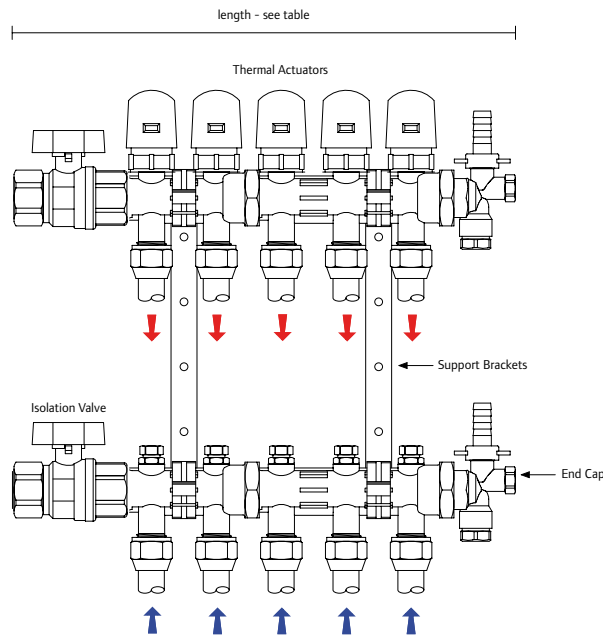 length - see table
Thermal Actuators
Support Brackets
Isolation Valve
End Cap